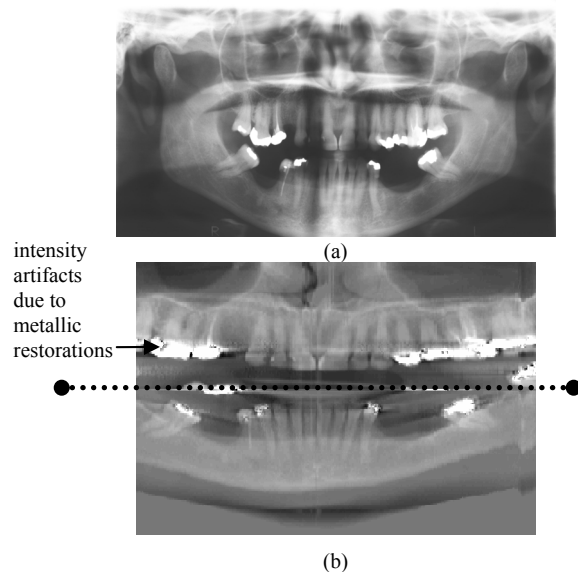 R
(a)
intensity
artifacts
due to
metallic
restorations
(b)